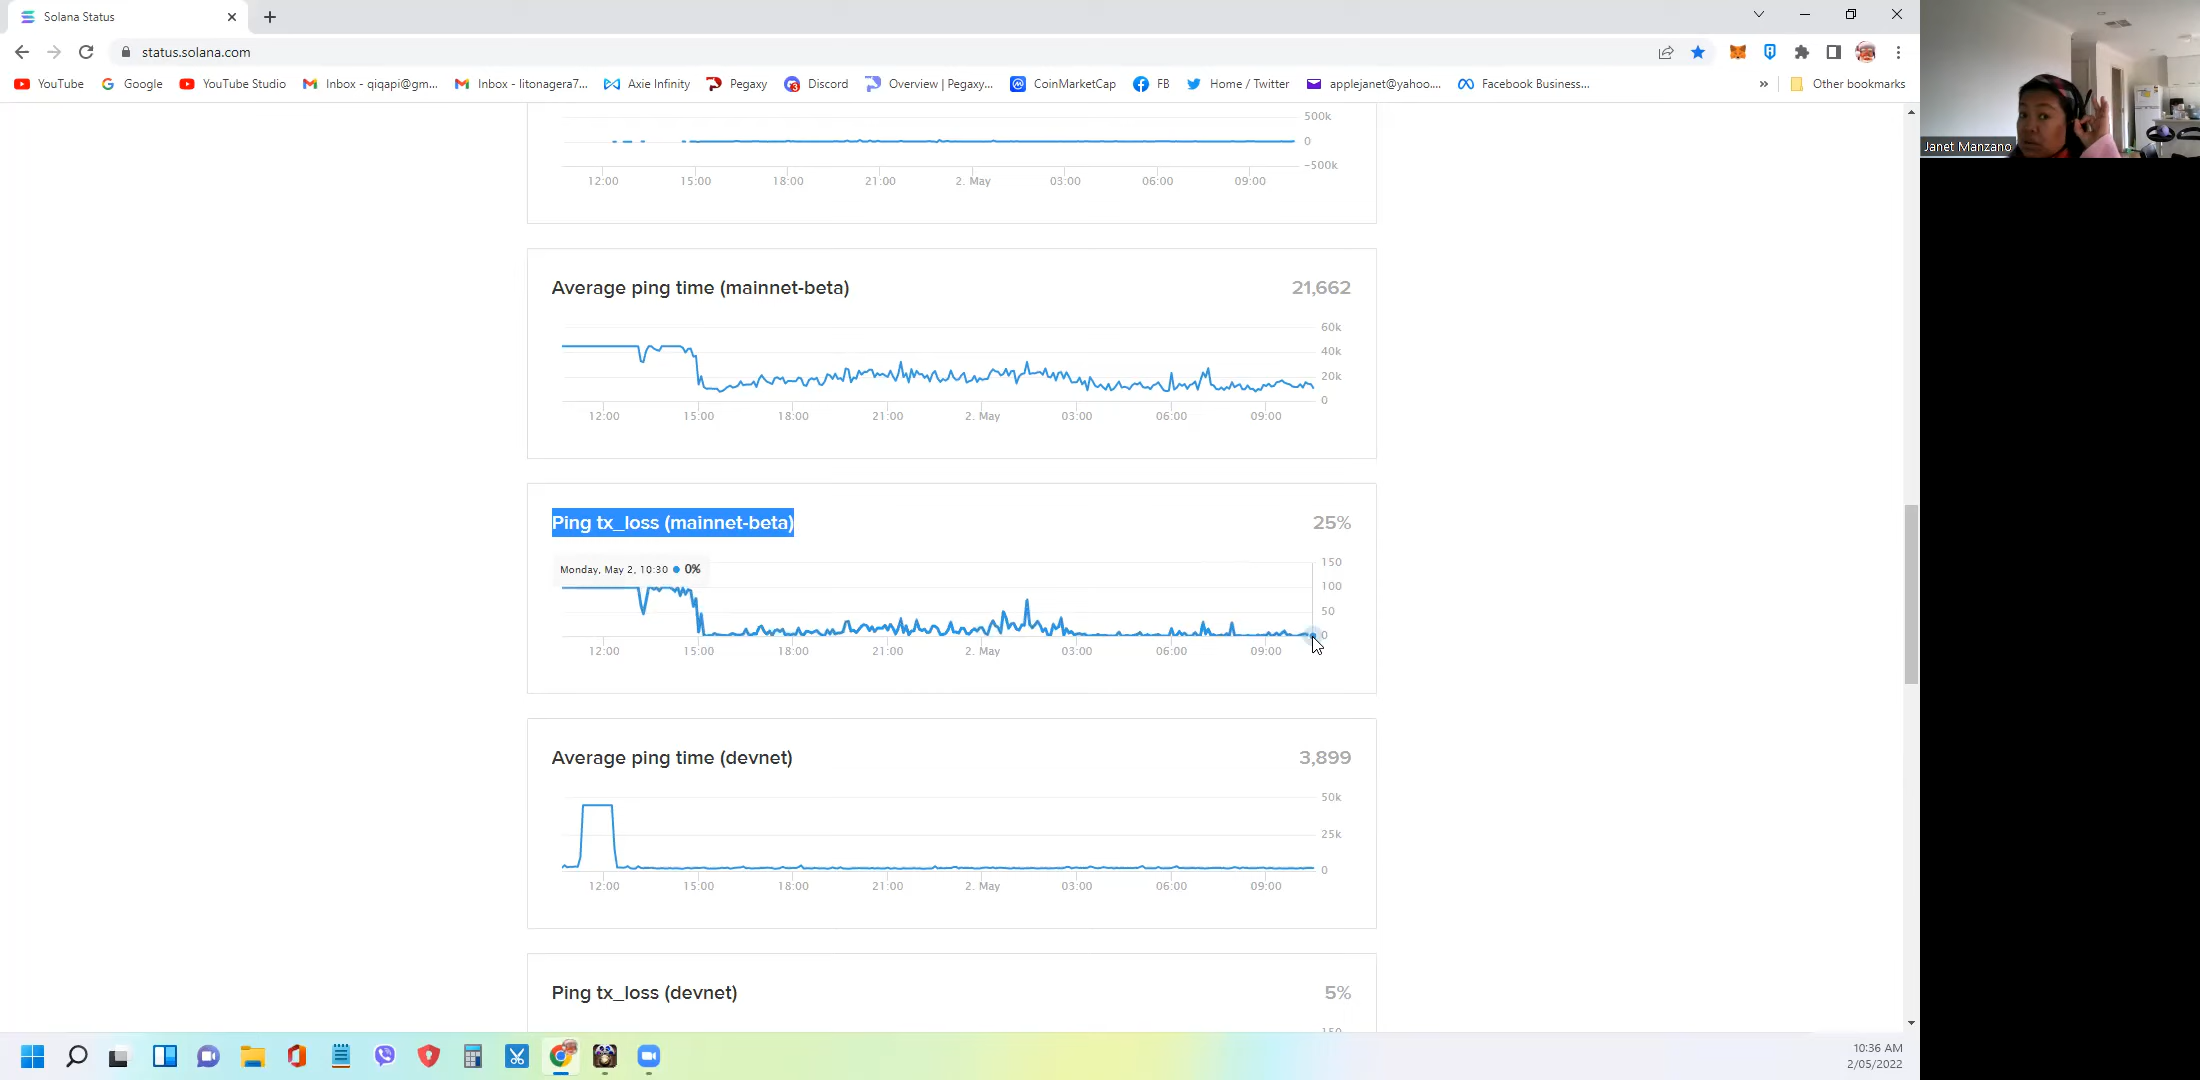 Solana Status
status.solana.com
YouTube
Google
YouTube Studio
Inbox - qiqapi@gm...
Inbox - litonagera7...
Axie Infinity
Pegaxy
Discord
Overview | Pegaxy...
CoinMarketCap
FB
Home / Twitter
applejanet@yahoo....
Facebook Business...
»
Other bookmarks
Janet Manzano
500k
0
-500k
12:00 15:00 18:00 21:00 2. May 03:00 06:00 09:00
Average ping time (mainnet-beta) 21,662
60k
40k
20k
0
12:00 15:00 18:00 21:00 2. May 03:00 06:00 09:00
Ping tx_loss (mainnet-beta) 25%
Monday, May 2, 10:30 ● 0%
150
100
50
0
12:00 15:00 18:00 21:00 2. May 03:00 06:00 09:00
Average ping time (devnet) 3,899
50k
25k
0
12:00 15:00 18:00 21:00 2. May 03:00 06:00 09:00
Ping tx_loss (devnet) 5%
150
10:36 AM
2/05/2022